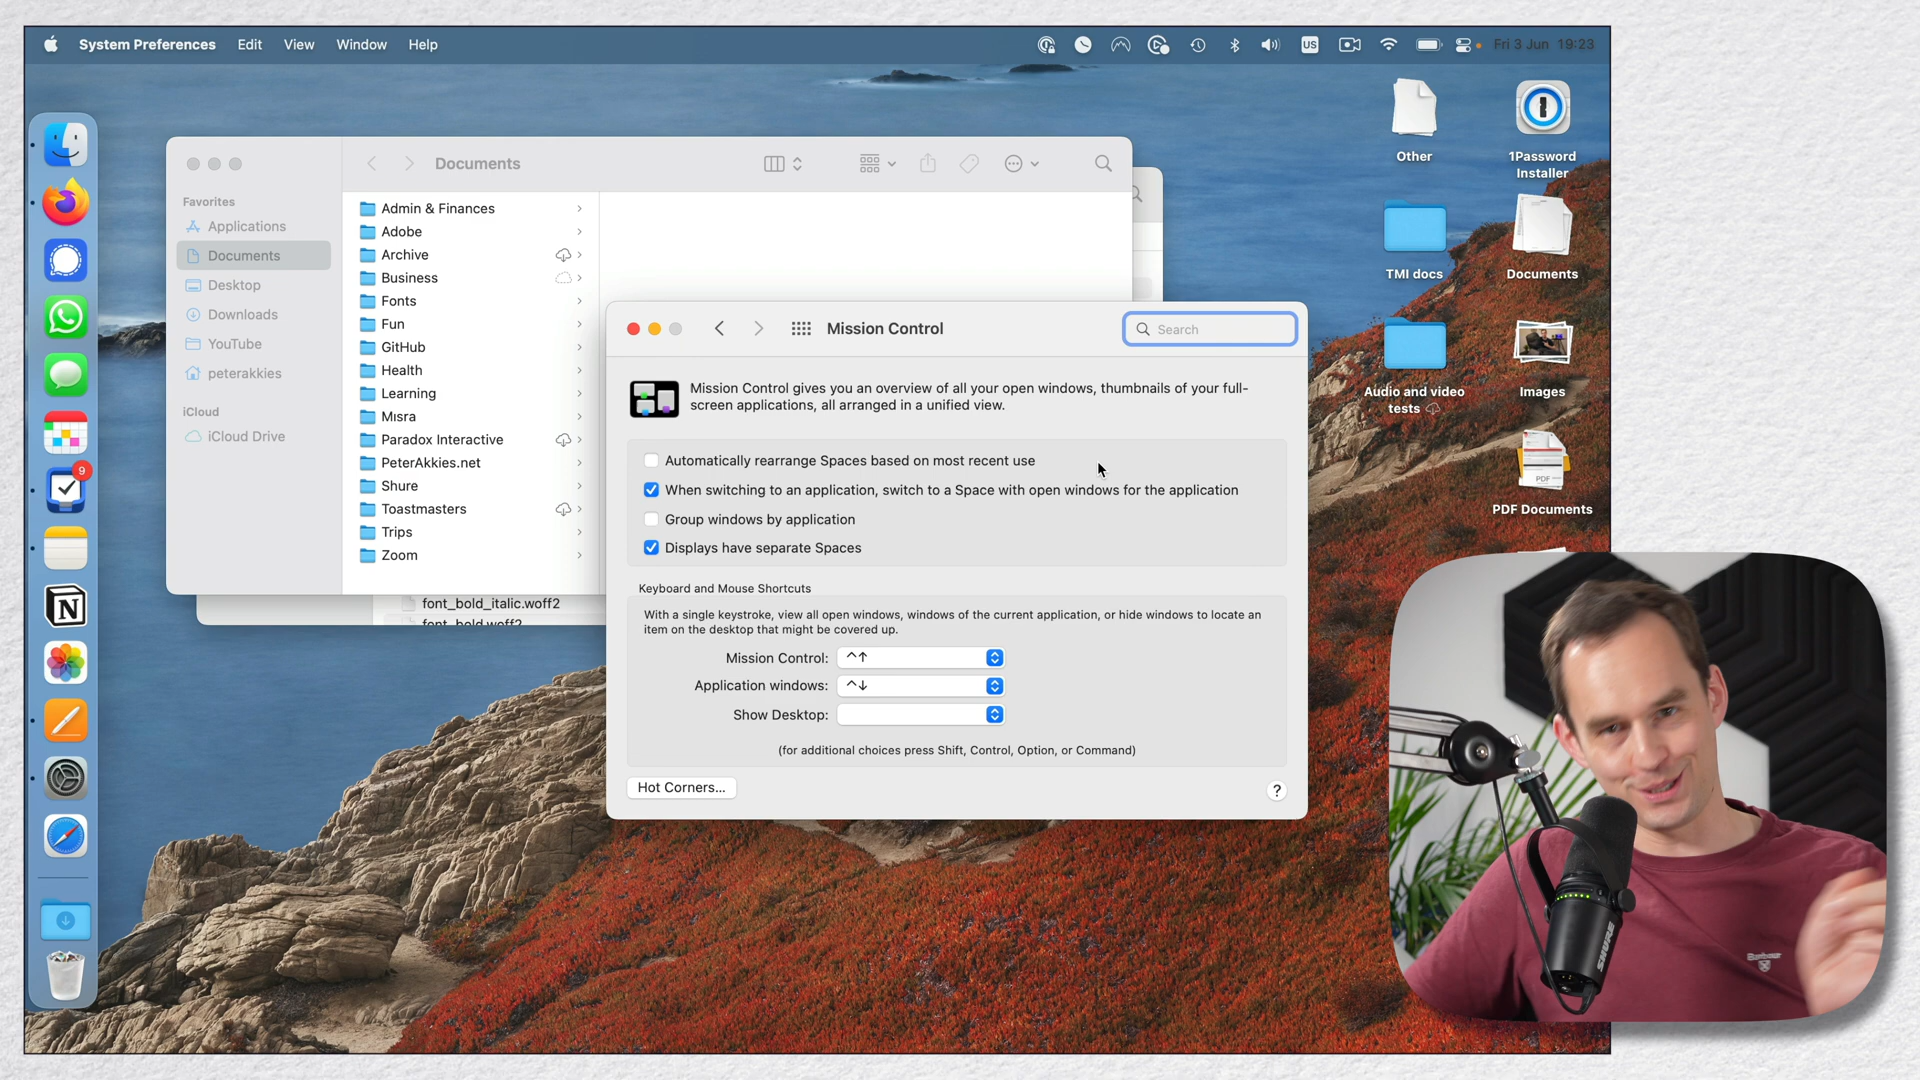 System Preferences Edit View Window Help
US
Fri 3 Jun 19:23
Other
1Password
Installer
TMI docs
Documents
Audio and video
tests
Images
PDF Documents
9
Documents
Favorites
Applications
Documents
Desktop
Downloads
YouTube
peterakkies
iCloud
iCloud Drive
Admin & Finances
Adobe
Archive
Business
Fonts
Fun
GitHub
Health
Learning
Misra
Paradox Interactive
PeterAkkies.net
Shure
Toastmasters
Trips
Zoom
font_bold_italic.woff2
font_bold.woff2
Mission Control
Search
Mission Control gives you an overview of all your open windows, thumbnails of your full-
screen applications, all arranged in a unified view.
Automatically rearrange Spaces based on most recent use
When switching to an application, switch to a Space with open windows for the application
Group windows by application
Displays have separate Spaces
Keyboard and Mouse Shortcuts
With a single keystroke, view all open windows, windows of the current application, or hide windows to locate an
item on the desktop that might be covered up.
Mission Control: ^↑
Application windows: ^↓
Show Desktop:
(for additional choices press Shift, Control, Option, or Command)
Hot Corners...
?
PDF
SHURE
Barbour